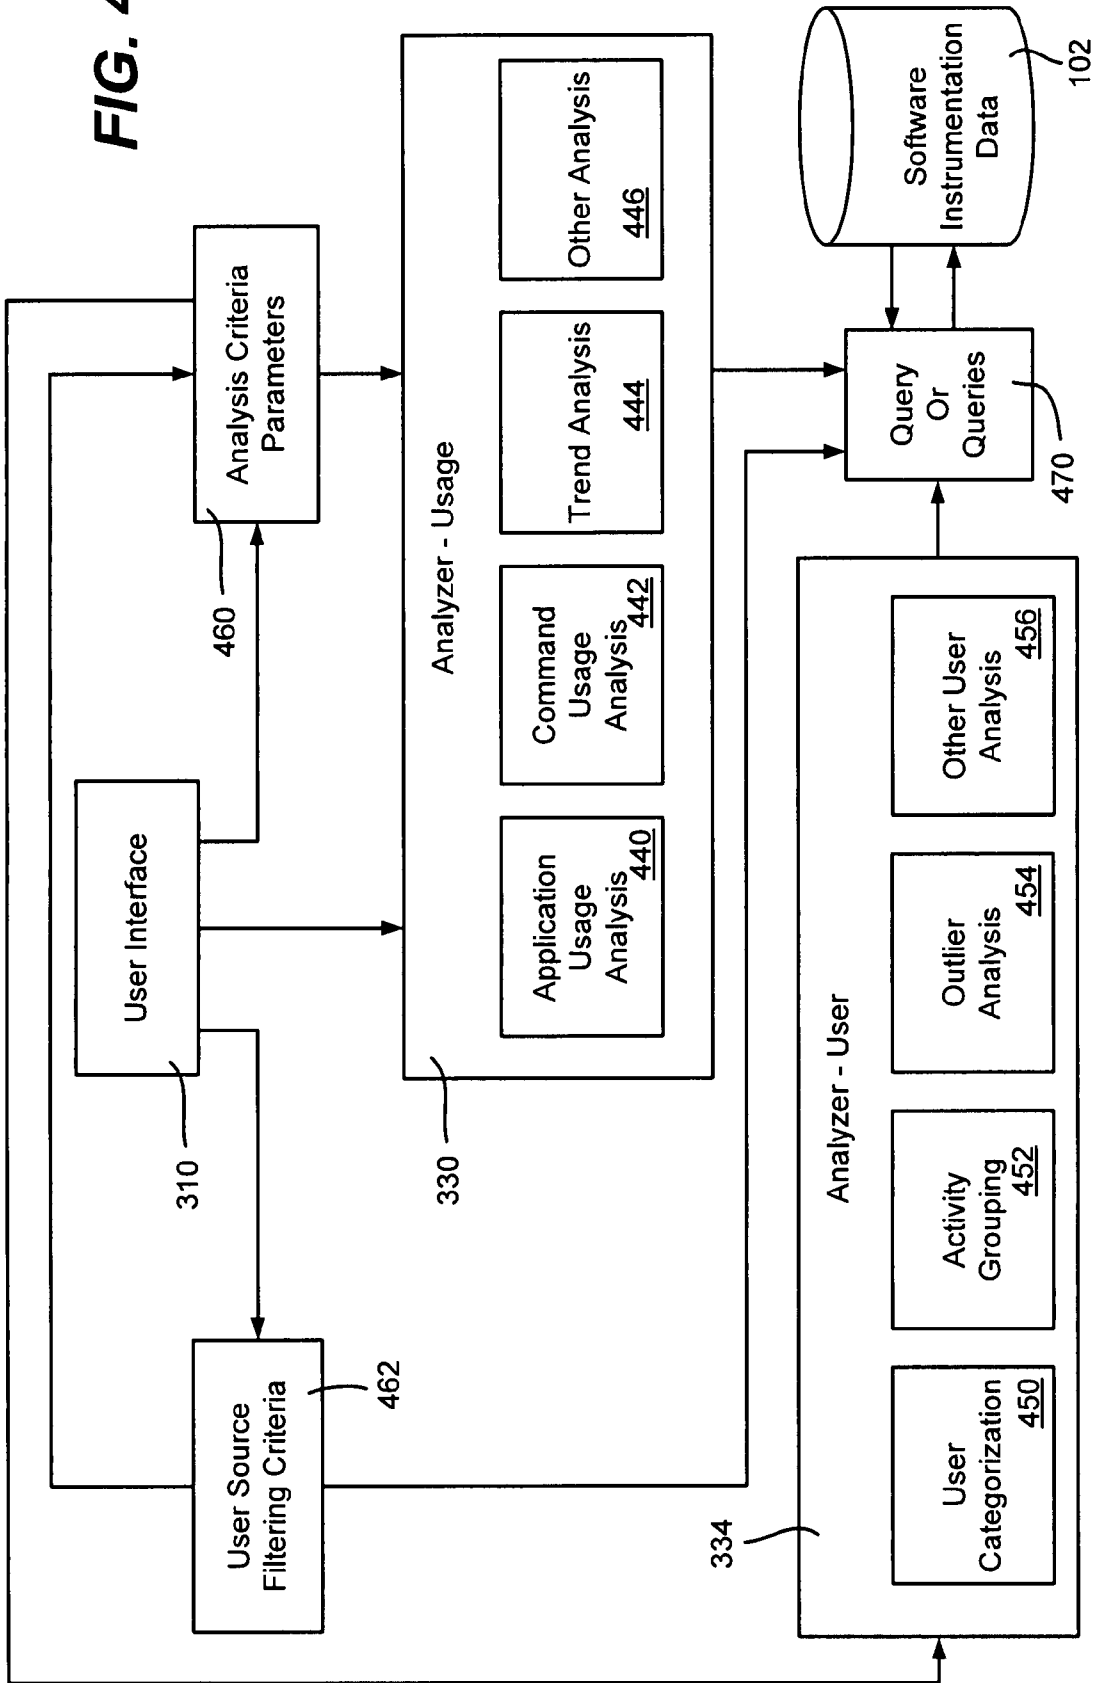 FIG. 4
User Interface
310
User Source
Filtering Criteria
462
Analysis Criteria
Parameters
460
Analyzer - Usage
330
Application
Usage
Analysis
440
Command
Usage
Analysis
442
Trend Analysis
444
Other Analysis
446
Analyzer - User
334
User
Categorization
450
Activity
Grouping
452
Outlier
Analysis
454
Other User
Analysis
456
Query
Or
Queries
470
Software
Instrumentation
Data
102